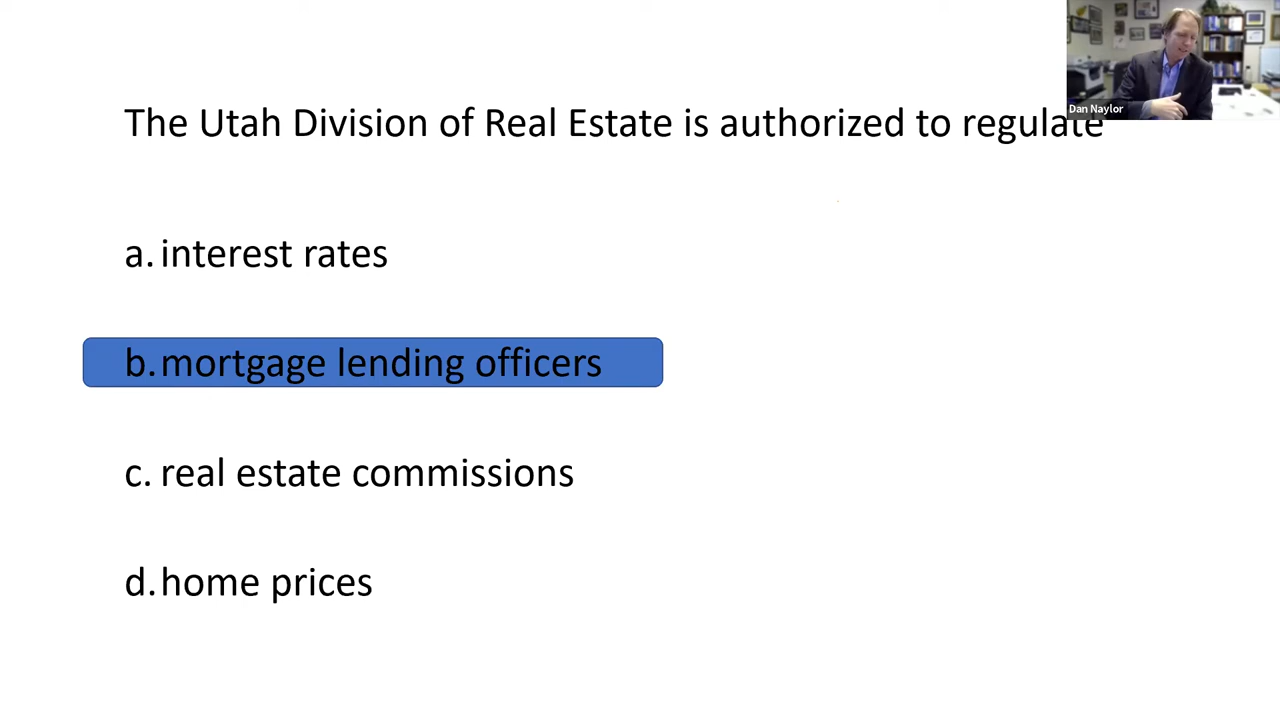 The Utah Division of Real Estate is authorized to regulate
Dan Naylor
a. interest rates
b. mortgage lending officers
c. real estate commissions
d. home prices